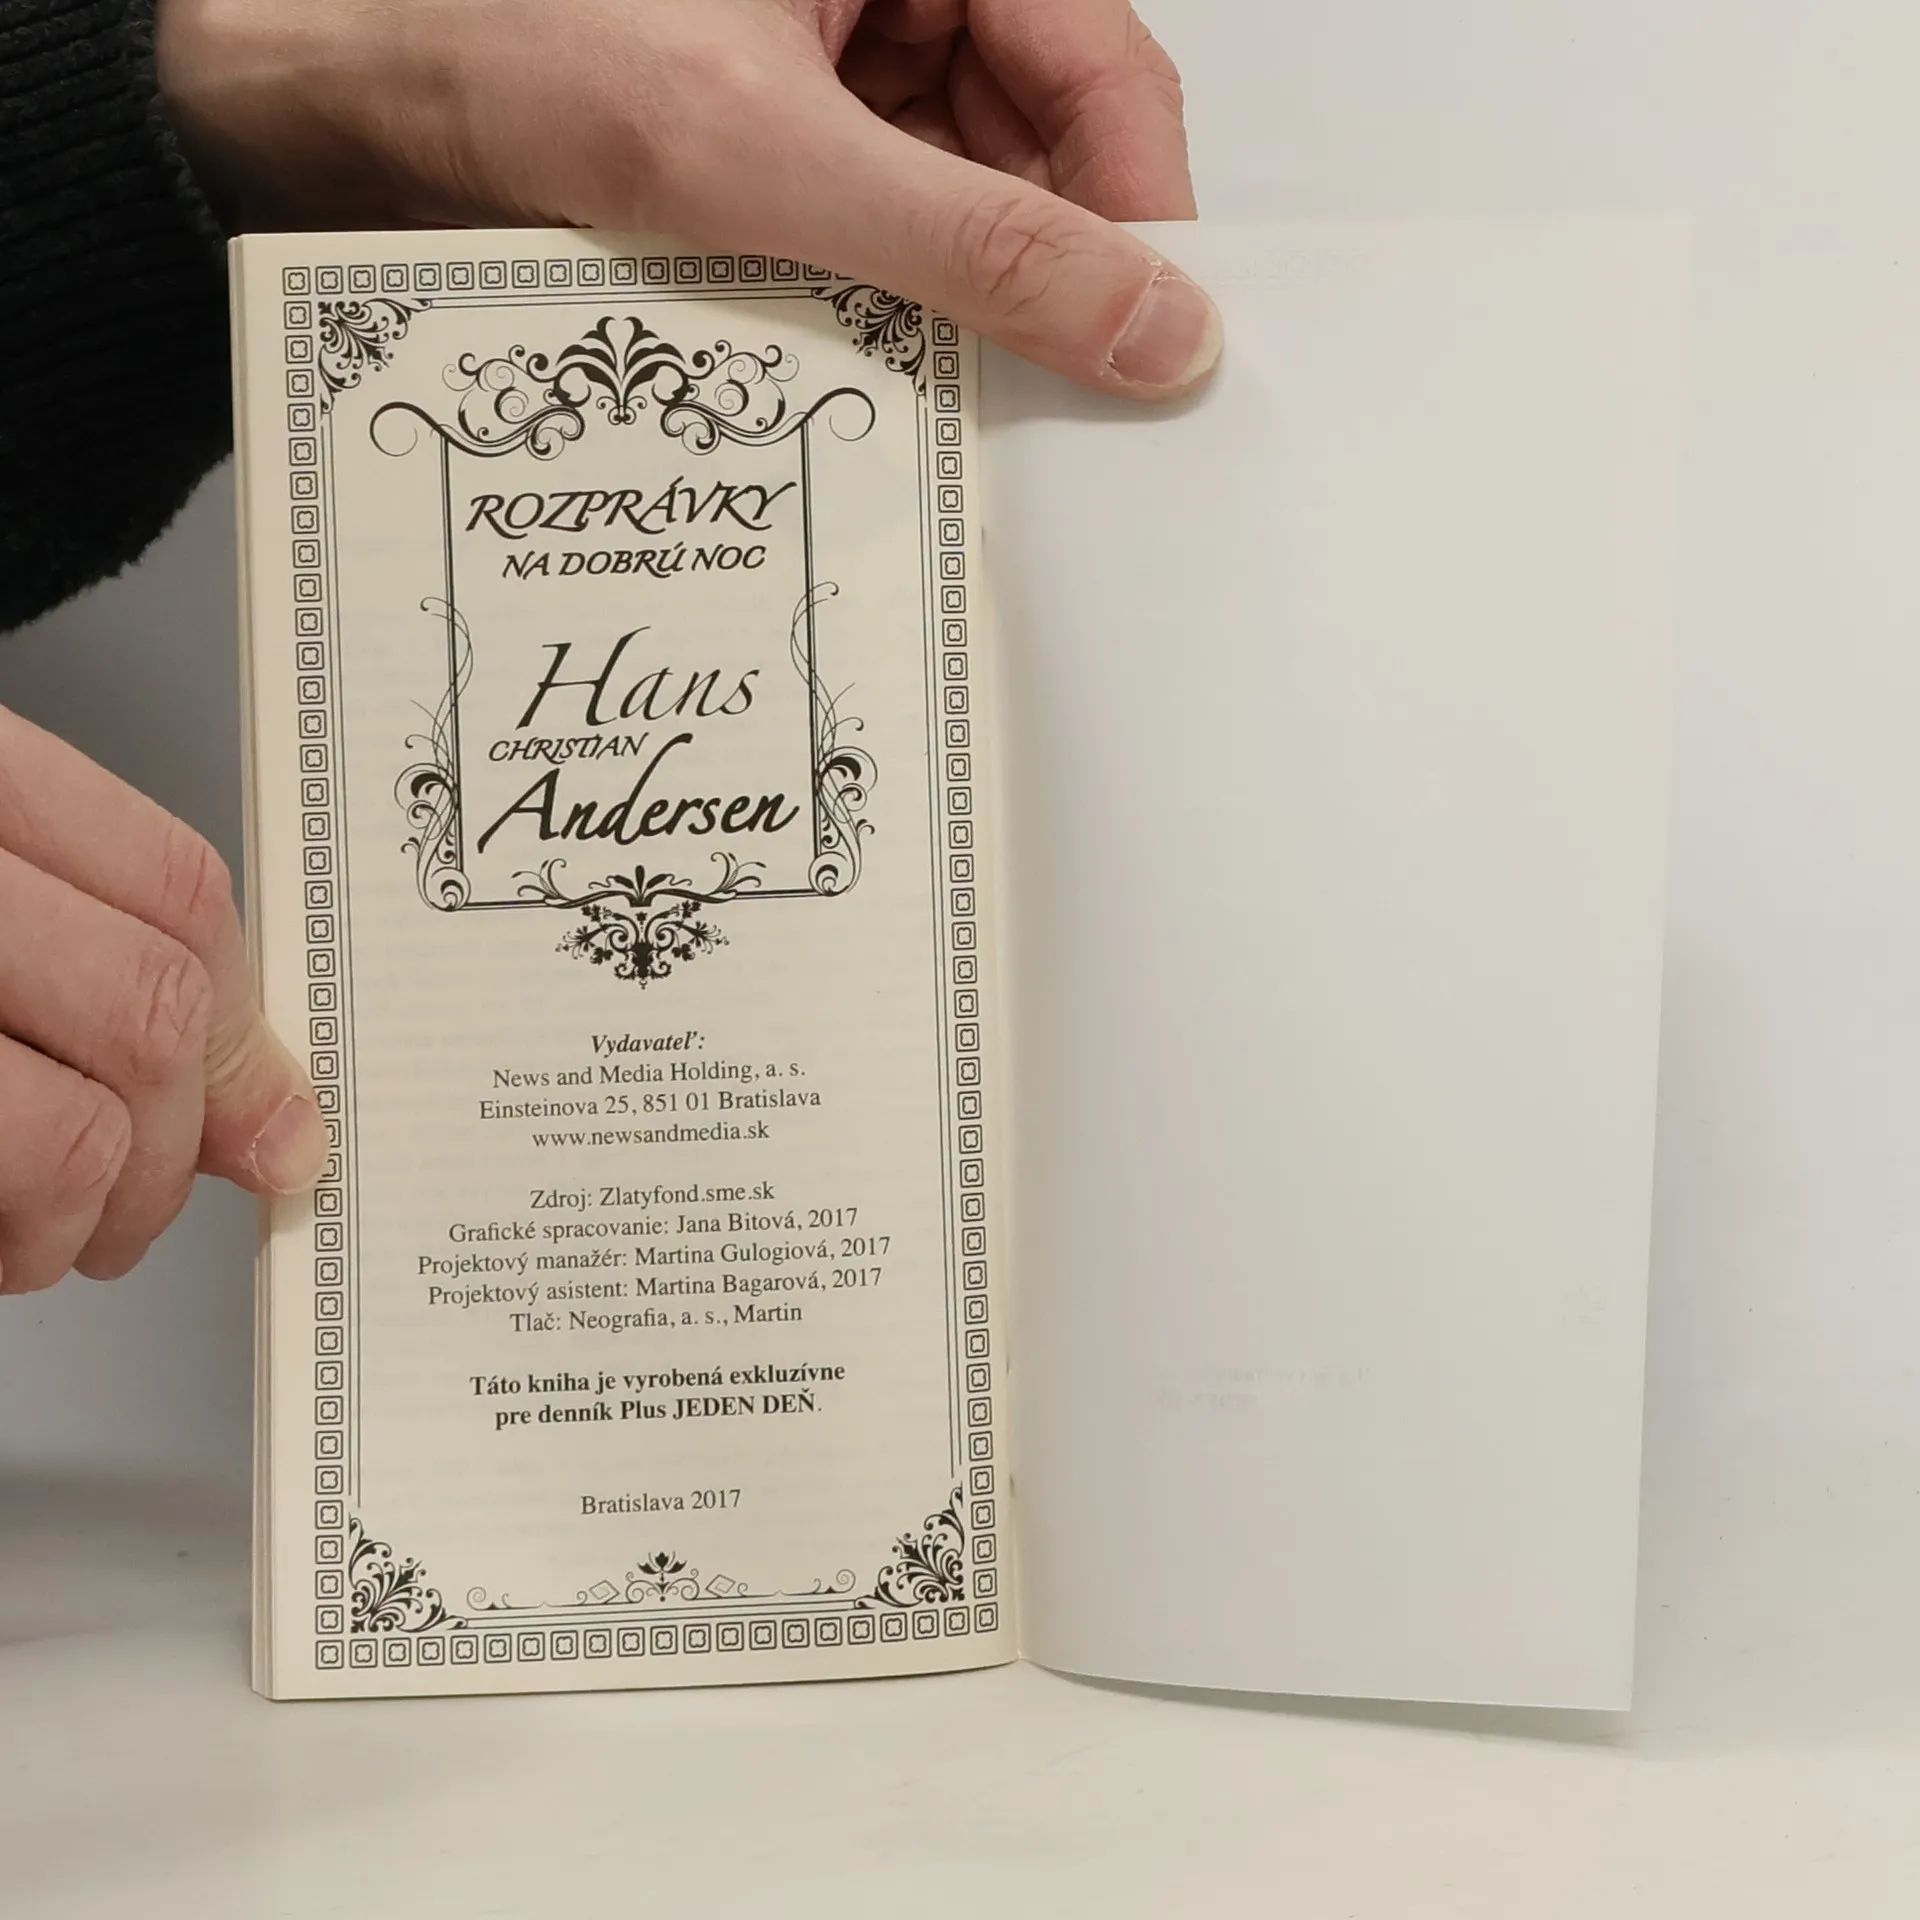 ROZPRÁVKY
NA DOBRÚ NOC
Hans
CHRISTIAN
Andersen
Vydavateľ:
News and Media Holding, a. s.
Einsteinova 25, 851 01 Bratislava
www.newsandmedia.sk
Zdroj: Zlatyfond.sme.sk
Grafické spracovanie: Jana Bitová, 2017
Projektový manažér: Martina Gulogiová, 2017
Projektový asistent: Martina Bagarová, 2017
Tlač: Neografia, a. s., Martin
Táto kniha je vyrobená exkluzívne
pre denník Plus JEDEN DEŇ.
Bratislava 2017